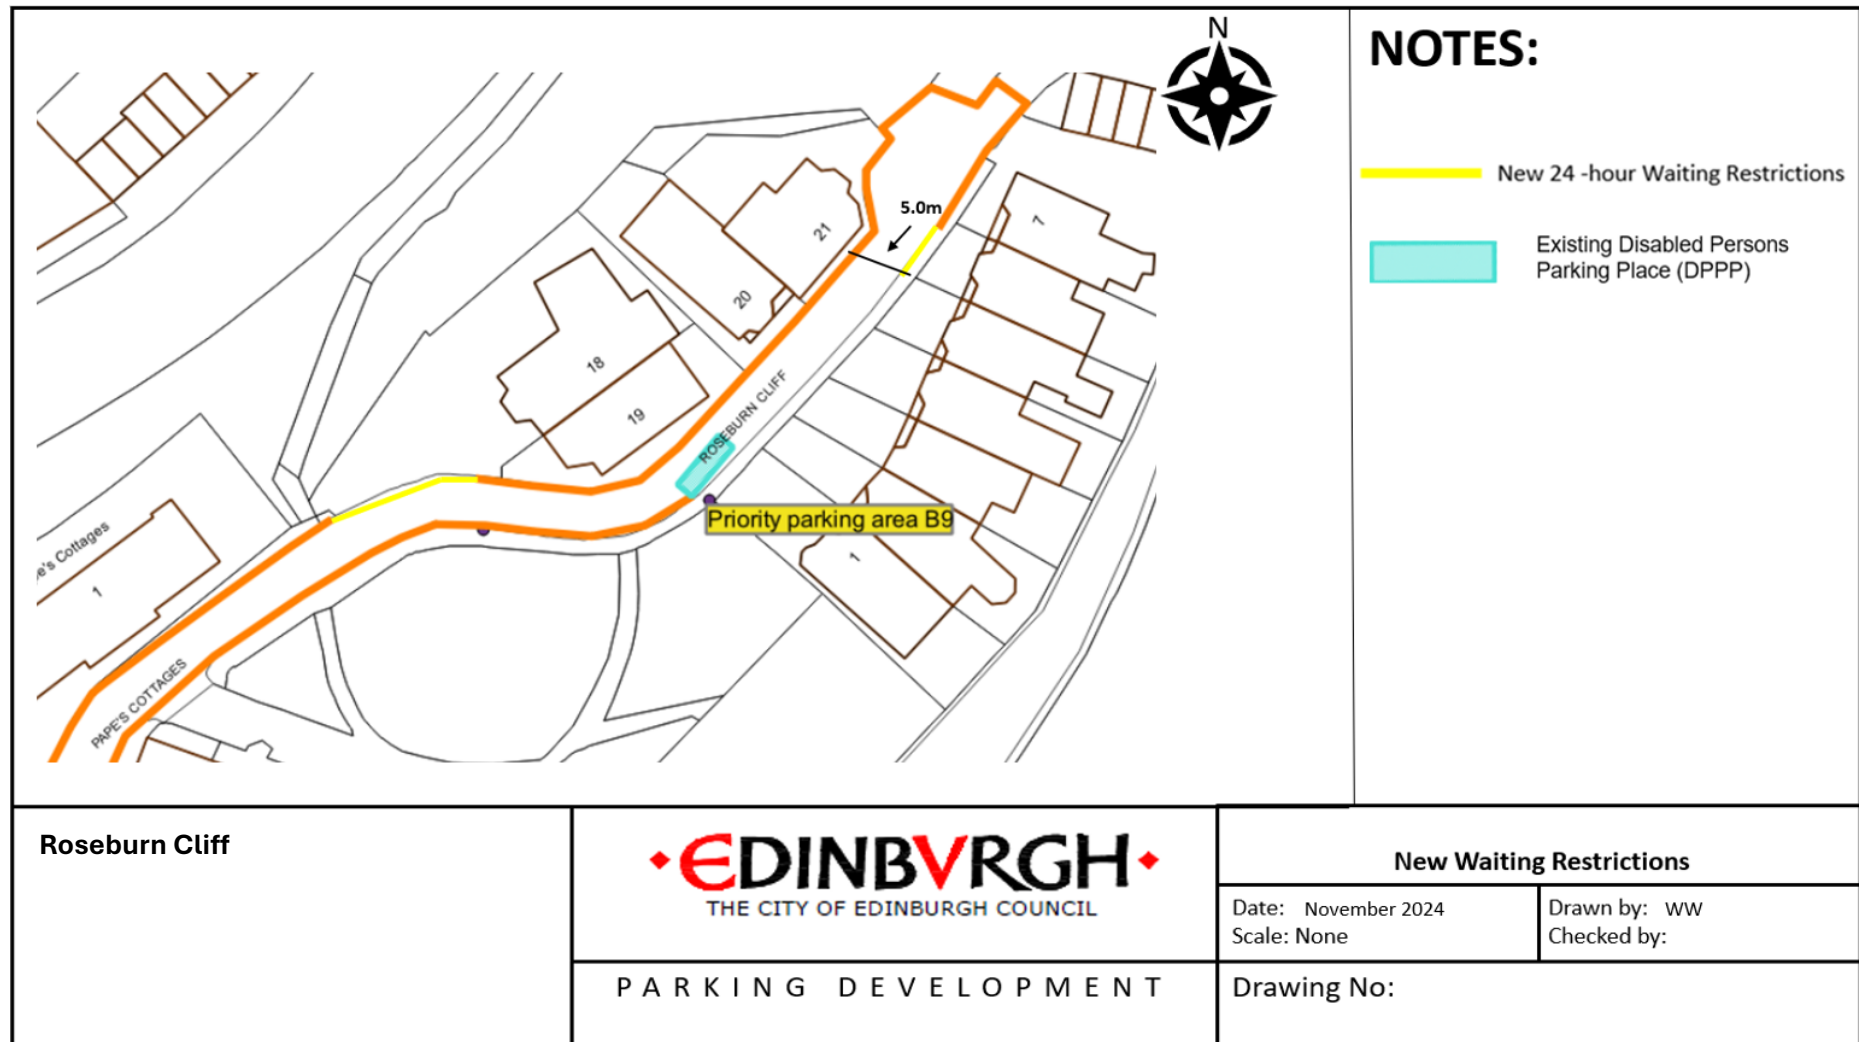 N
NOTES:
New 24 -hour Waiting Restrictions
Existing Disabled Persons
Parking Place (DPPP)
5.0m
7
21
20
18
19
ROSEBURN CLIFF
Priority parking area B9
1
e's Cottages
1
PAPE'S COTTAGES
Roseburn Cliff
EDINBVRGH
THE CITY OF EDINBURGH COUNCIL
PARKING DEVELOPMENT
New Waiting Restrictions
Date: November 2024
Scale: None
Drawn by: WW
Checked by:
Drawing No: